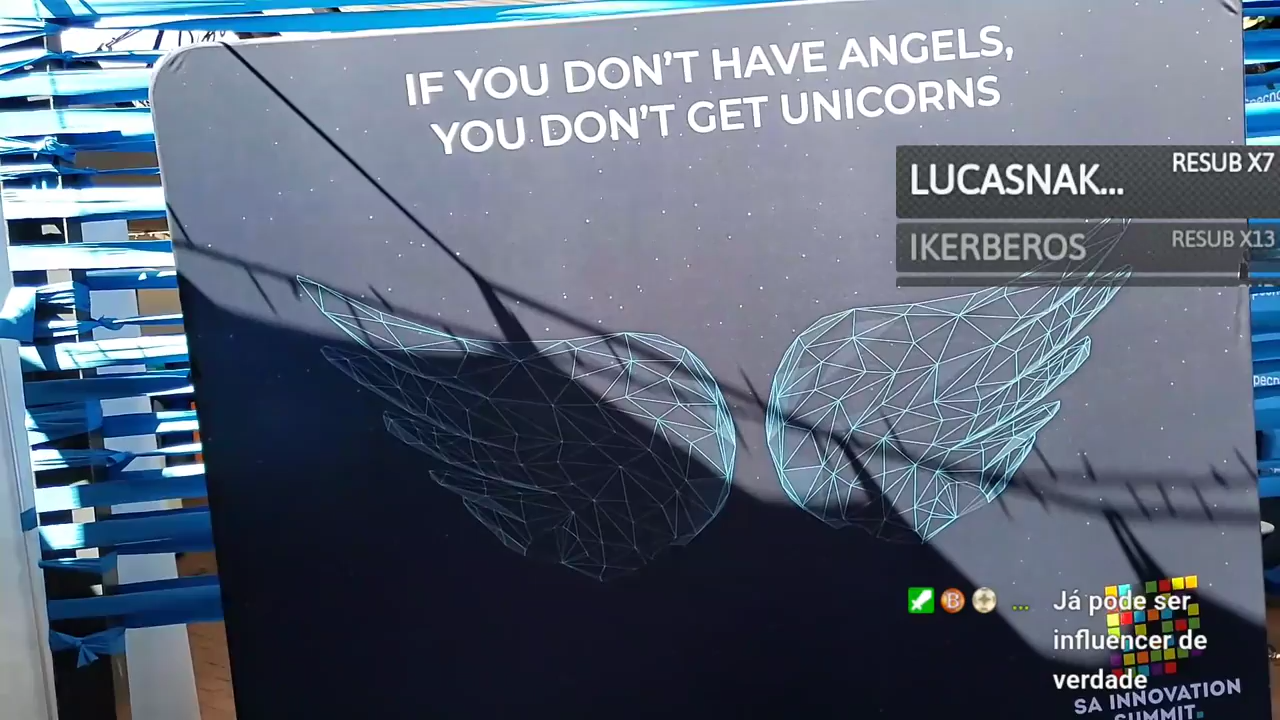 IF YOU DON'T HAVE ANGELS,
YOU DON'T GET UNICORNS
LUCASNAK...
RESUB X7
IKERBEROS
RESUB X13
...
Já pode ser
influencer de
verdade
SA INNOVATION
SUMMIT.